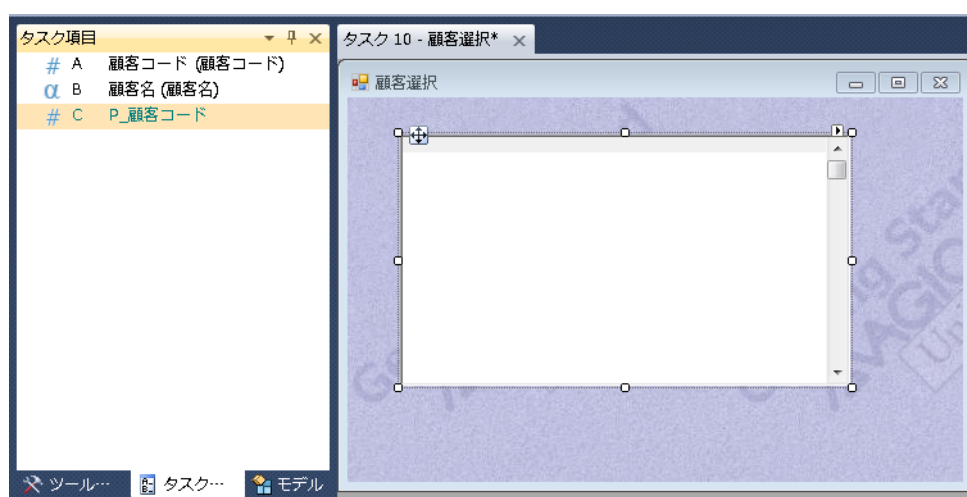 タスク項目
# A 顧客コード (顧客コード)
α B 顧客名 (顧客名)
# C P_顧客コード
ツール…
タスク…
モデル
タスク 10 - 顧客選択*
顧客選択